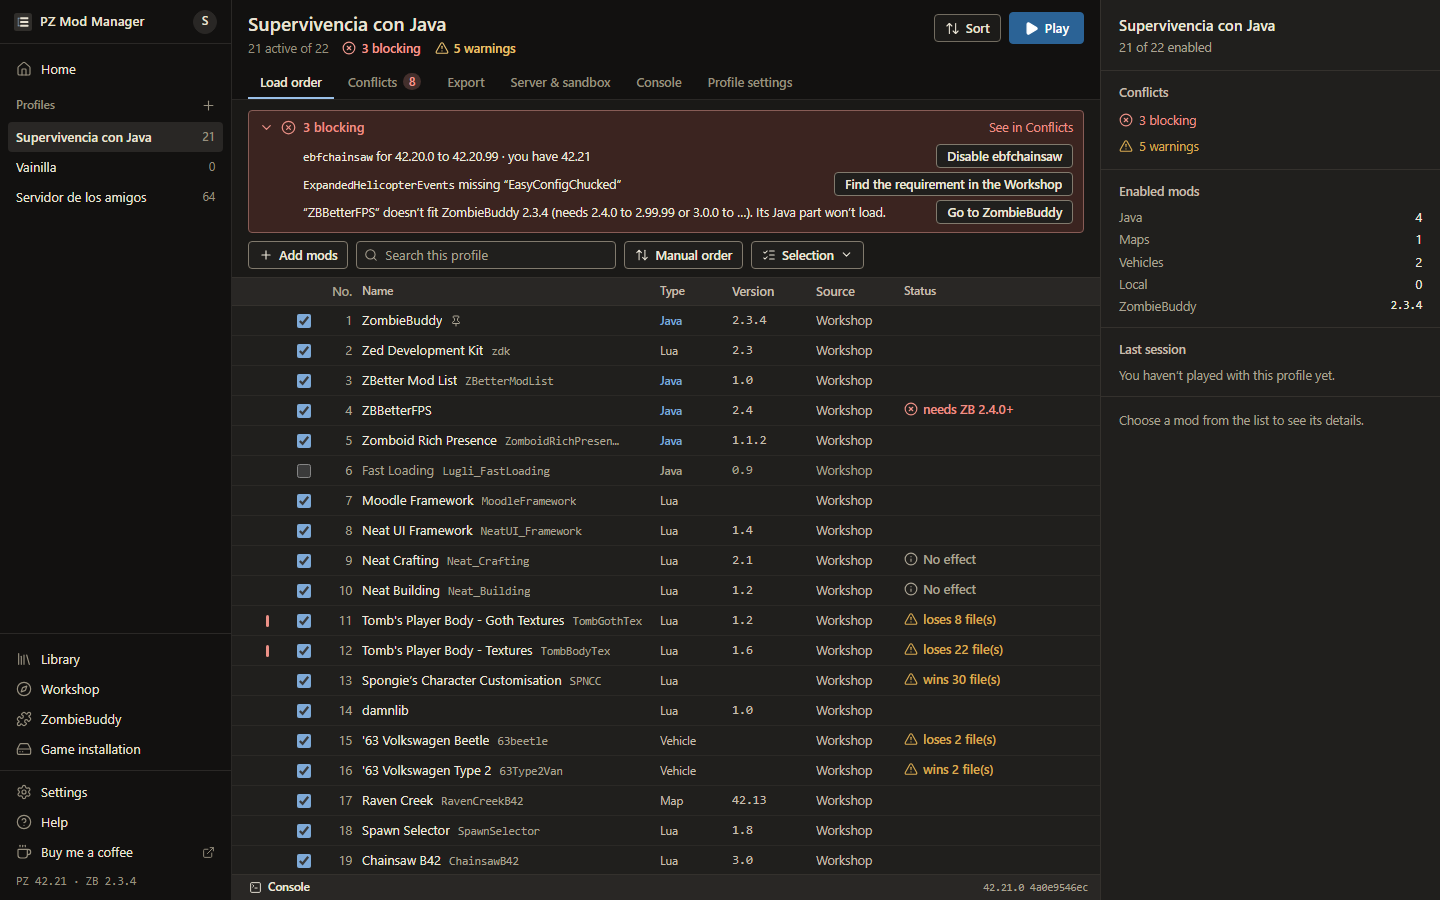 PZ Mod Manager
S
Home
Profiles
Supervivencia con Java 21
Vainilla 0
Servidor de los amigos 64
Library
Workshop
ZombieBuddy
Game installation
Settings
Help
Buy me a coffee
PZ 42.21 · ZB 2.3.4
Supervivencia con Java
21 active of 22 3 blocking 5 warnings
Sort
Play
Load order Conflicts 8 Export Server & sandbox Console Profile settings
3 blocking See in Conflicts
ebfchainsaw for 42.20.0 to 42.20.99 · you have 42.21 Disable ebfchainsaw
ExpandedHelicopterEvents missing “EasyConfigChucked” Find the requirement in the Workshop
“ZBBetterFPS” doesn’t fit ZombieBuddy 2.3.4 (needs 2.4.0 to 2.99.99 or 3.0.0 to …). Its Java part won’t load. Go to ZombieBuddy
Add mods Search this profile Manual order Selection
No. Name Type Version Source Status
1 ZombieBuddy Java 2.3.4 Workshop
2 Zed Development Kit zdk Lua 2.3 Workshop
3 ZBetter Mod List ZBetterModList Java 1.0 Workshop
4 ZBBetterFPS Java 2.4 Workshop needs ZB 2.4.0+
5 Zomboid Rich Presence ZomboidRichPresen… Java 1.1.2 Workshop
6 Fast Loading Lugli_FastLoading Java 0.9 Workshop
7 Moodle Framework MoodleFramework Lua Workshop
8 Neat UI Framework NeatUI_Framework Lua 1.4 Workshop
9 Neat Crafting Neat_Crafting Lua 2.1 Workshop No effect
10 Neat Building Neat_Building Lua 1.2 Workshop No effect
11 Tomb's Player Body - Goth Textures TombGothTex Lua 1.2 Workshop loses 8 file(s)
12 Tomb's Player Body - Textures TombBodyTex Lua 1.6 Workshop loses 22 file(s)
13 Spongie's Character Customisation SPNCC Lua Workshop wins 30 file(s)
14 damnlib Lua 1.0 Workshop
15 '63 Volkswagen Beetle 63beetle Vehicle Workshop loses 2 file(s)
16 '63 Volkswagen Type 2 63Type2Van Vehicle Workshop wins 2 file(s)
17 Raven Creek RavenCreekB42 Map 42.13 Workshop
18 Spawn Selector SpawnSelector Lua 1.8 Workshop
19 Chainsaw B42 ChainsawB42 Lua 3.0 Workshop
Console 42.21.0 4a0e9546ec
Supervivencia con Java
21 of 22 enabled
Conflicts
3 blocking
5 warnings
Enabled mods
Java 4
Maps 1
Vehicles 2
Local 0
ZombieBuddy 2.3.4
Last session
You haven’t played with this profile yet.
Choose a mod from the list to see its details.